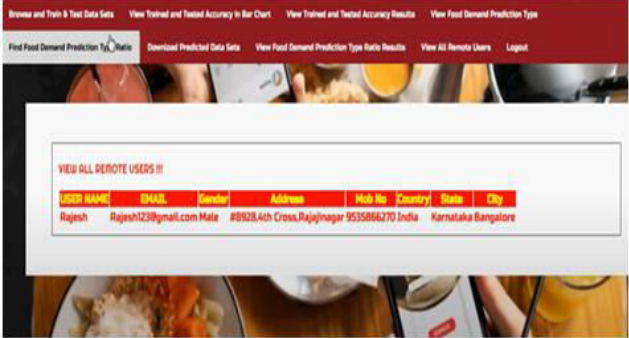 Browse and Train & Test Data Sets View Trained and Tested Accuracy in Bar Chart View Trained and Tested Accuracy Results View Food Demand Prediction Type
Find Food Demand Prediction Type Ratio Download Predicted Data Sets View Food Demand Prediction Type Ratio Results View All Remote Users Logout
VIEW ALL REMOTE USERS !!!
USER NAME EMAIL Gender Address Mob No Country State City
Rajesh Rajesh123@gmail.com Male #8928,4th Cross,Rajajinagar 9535866270 India Karnataka Bangalore